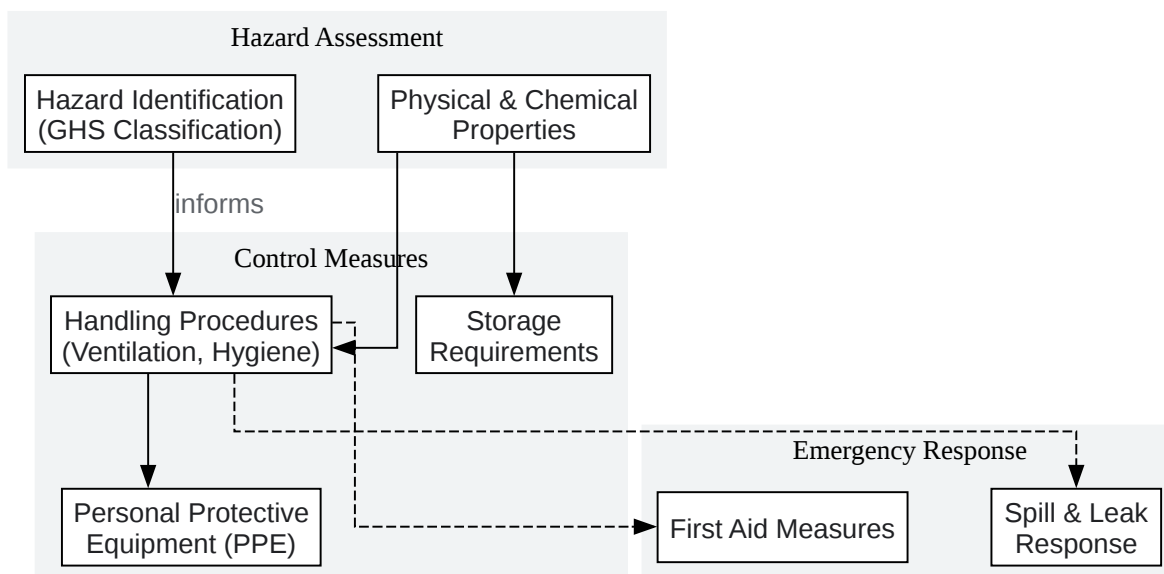 Hazard Assessment
Hazard Identification
(GHS Classification)
Physical & Chemical
Properties
informs
Control Measures
Handling Procedures
(Ventilation, Hygiene)
Storage
Requirements
Emergency Response
Personal Protective
Equipment (PPE)
First Aid Measures
Spill & Leak
Response